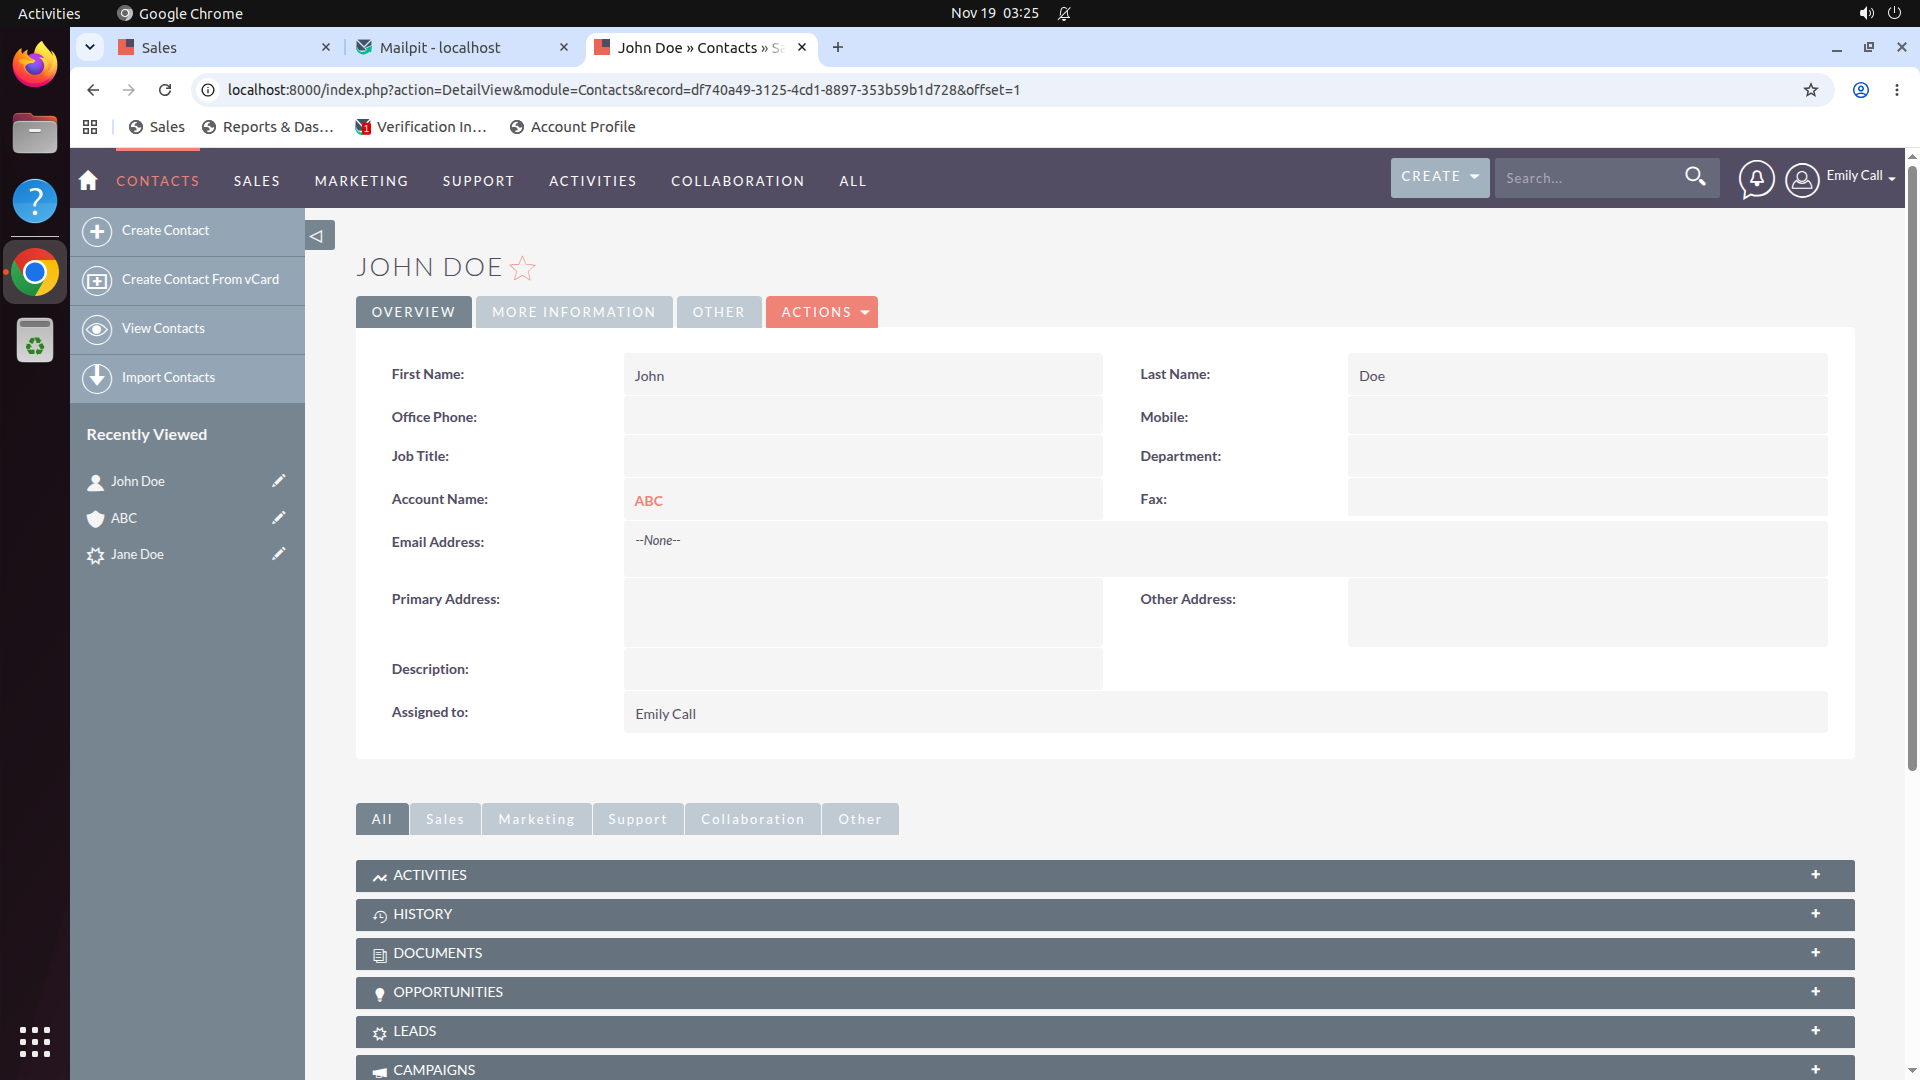 Activities
Google Chrome
Nov 19 03:25
Sales
Mailpit - localhost
John Doe » Contacts » Sa
localhost:8000/index.php?action=DetailView&module=Contacts&record=df740a49-3125-4cd1-8897-353b59b1d728&offset=1
Sales
Reports & Das...
Verification In...
Account Profile
CONTACTS
SALES
MARKETING
SUPPORT
ACTIVITIES
COLLABORATION
ALL
CREATE
Search...
Emily Call
Create Contact
Create Contact From vCard
View Contacts
Import Contacts
Recently Viewed
John Doe
ABC
Jane Doe
JOHN DOE
OVERVIEW
MORE INFORMATION
OTHER
ACTIONS
First Name:
John
Last Name:
Doe
Office Phone:
Mobile:
Job Title:
Department:
Account Name:
ABC
Fax:
Email Address:
--None--
Primary Address:
Other Address:
Description:
Assigned to:
Emily Call
All
Sales
Marketing
Support
Collaboration
Other
ACTIVITIES
HISTORY
DOCUMENTS
OPPORTUNITIES
LEADS
CAMPAIGNS